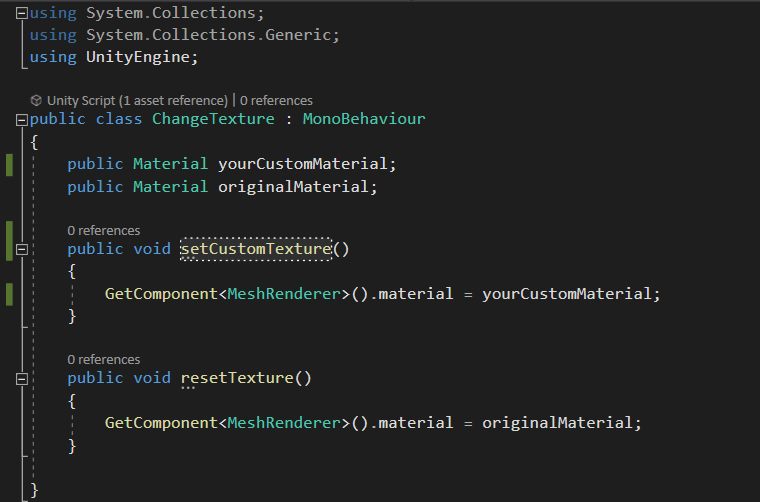 using System.Collections;
using System.Collections.Generic;
using UnityEngine;
Unity Script (1 asset reference) | 0 references
public class ChangeTexture : MonoBehaviour
{
public Material yourCustomMaterial;
public Material originalMaterial;
0 references
public void setCustomTexture()
{
GetComponent<MeshRenderer>().material = yourCustomMaterial;
}
0 references
public void resetTexture()
{
GetComponent<MeshRenderer>().material = originalMaterial;
}
}